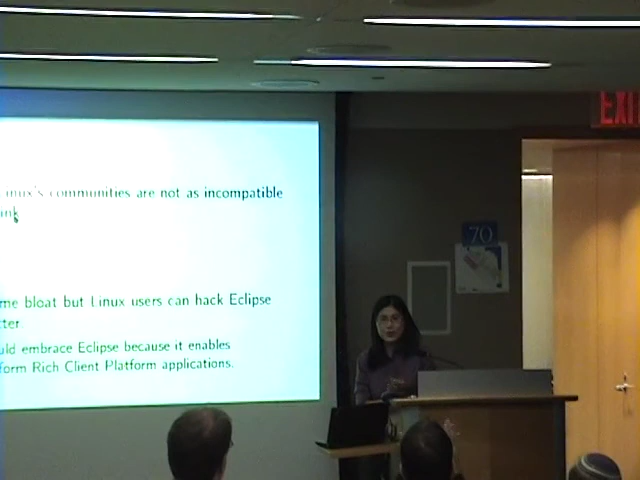 inux's communities are not as incompatible
ink
me bloat but Linux users can hack Eclipse
tter
uld embrace Eclipse because it enables
form Rich Client Platform applications.
70
EXI